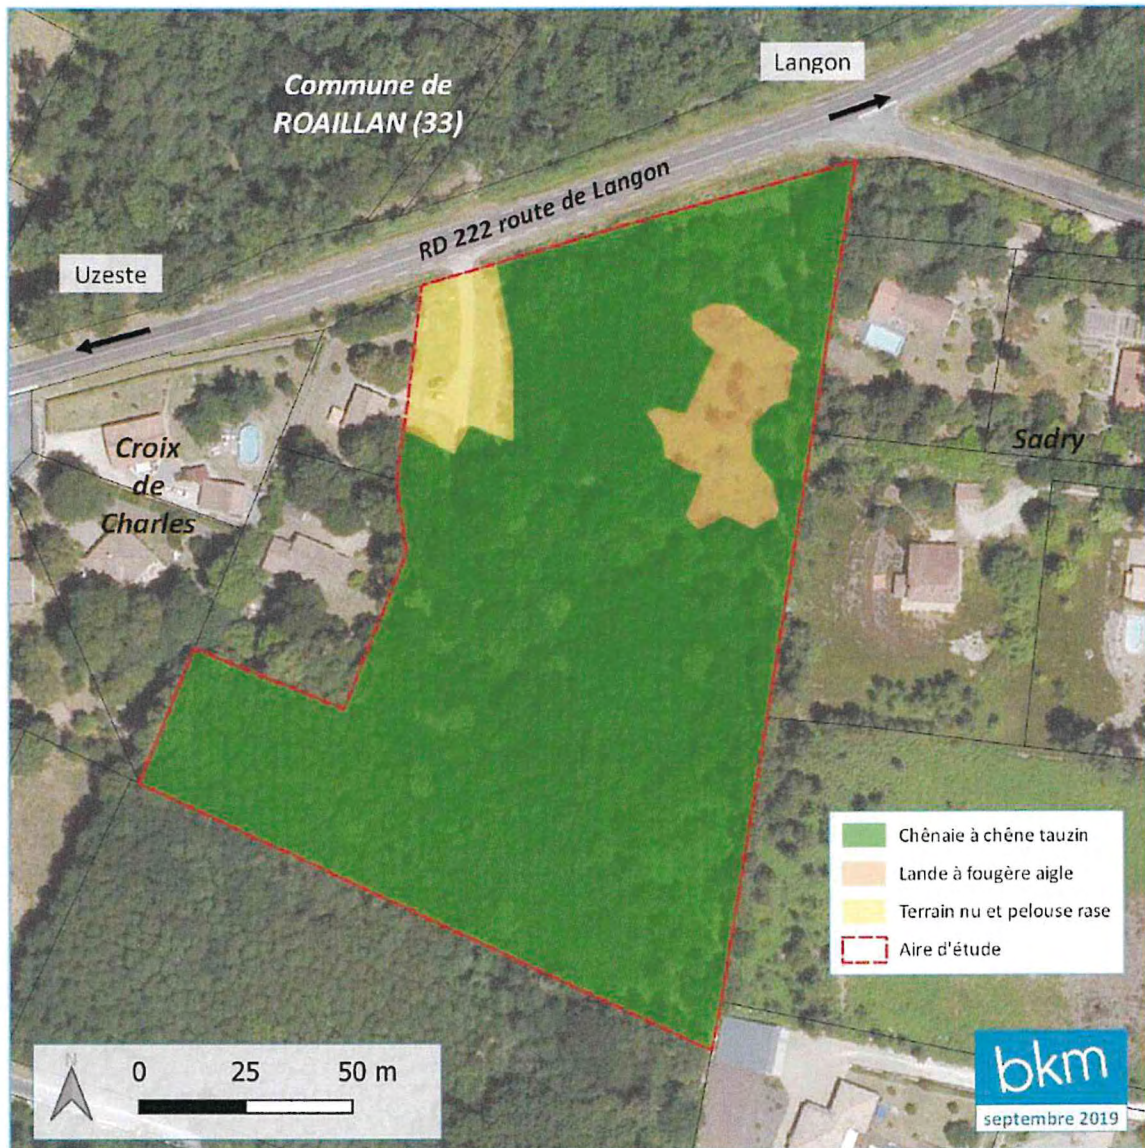 Langon
Commune de
ROAILLAN (33)
RD 222 route de Langon
Uzeste
Croix
de
Charles
Sadry
Chênaie à chêne tauzin
Lande à fougère aigle
Terrain nu et pelouse rase
Aire d'étude
N
0 25 50 m
bkm
septembre 2019